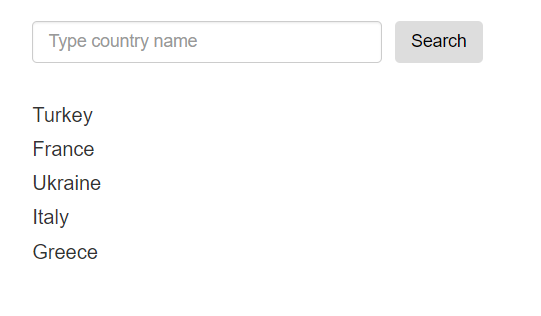 Type country name Search
Turkey
France
Ukraine
Italy
Greece